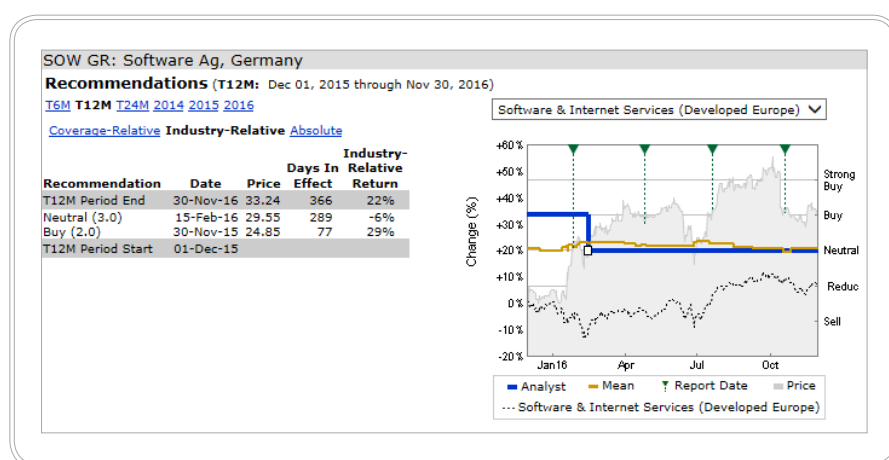 SOW GR: Software Ag, Germany
Recommendations (T12M: Dec 01, 2015 through Nov 30, 2016)
T6M T12M T24M 2014 2015 2016
Coverage-Relative Industry-Relative Absolute
Recommendation Date Price Days In Effect Industry-Relative Return
T12M Period End 30-Nov-16 33.24 366 22%
Neutral (3.0) 15-Feb-16 29.55 289 -6%
Buy (2.0) 30-Nov-15 24.85 77 29%
T12M Period Start 01-Dec-15
Software & Internet Services (Developed Europe)
Change (%)
+60%
+50%
+40%
+30%
+20%
+10%
0%
-10%
-20%
Strong
Buy
Buy
Neutral
Reduc
Sell
Jan16 Apr Jul Oct
Analyst Mean Report Date Price
Software & Internet Services (Developed Europe)